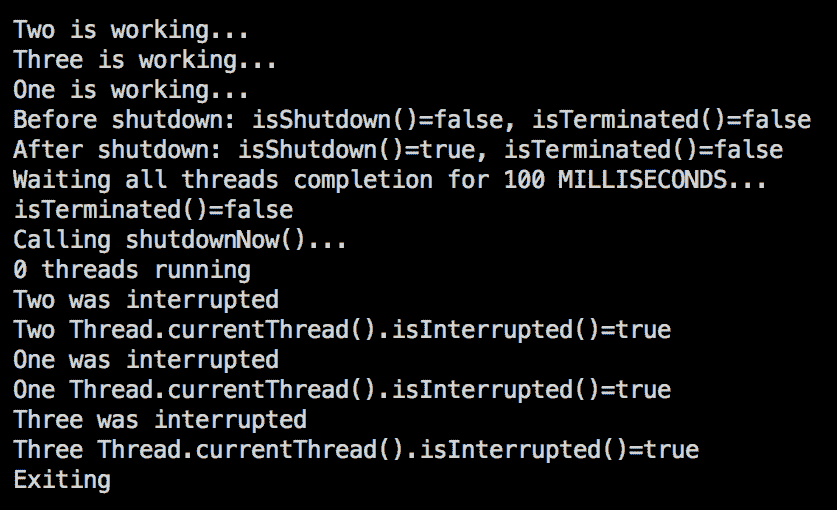 Two is working...
Three is working...
One is working...
Before shutdown: isShutdown()=false, isTerminated()=false
After shutdown: isShutdown()=true, isTerminated()=false
Waiting all threads completion for 100 MILLISECONDS...
isTerminated()=false
Calling shutdownNow()...
0 threads running
Two was interrupted
Two Thread.currentThread().isInterrupted()=true
One was interrupted
One Thread.currentThread().isInterrupted()=true
Three was interrupted
Three Thread.currentThread().isInterrupted()=true
Exiting